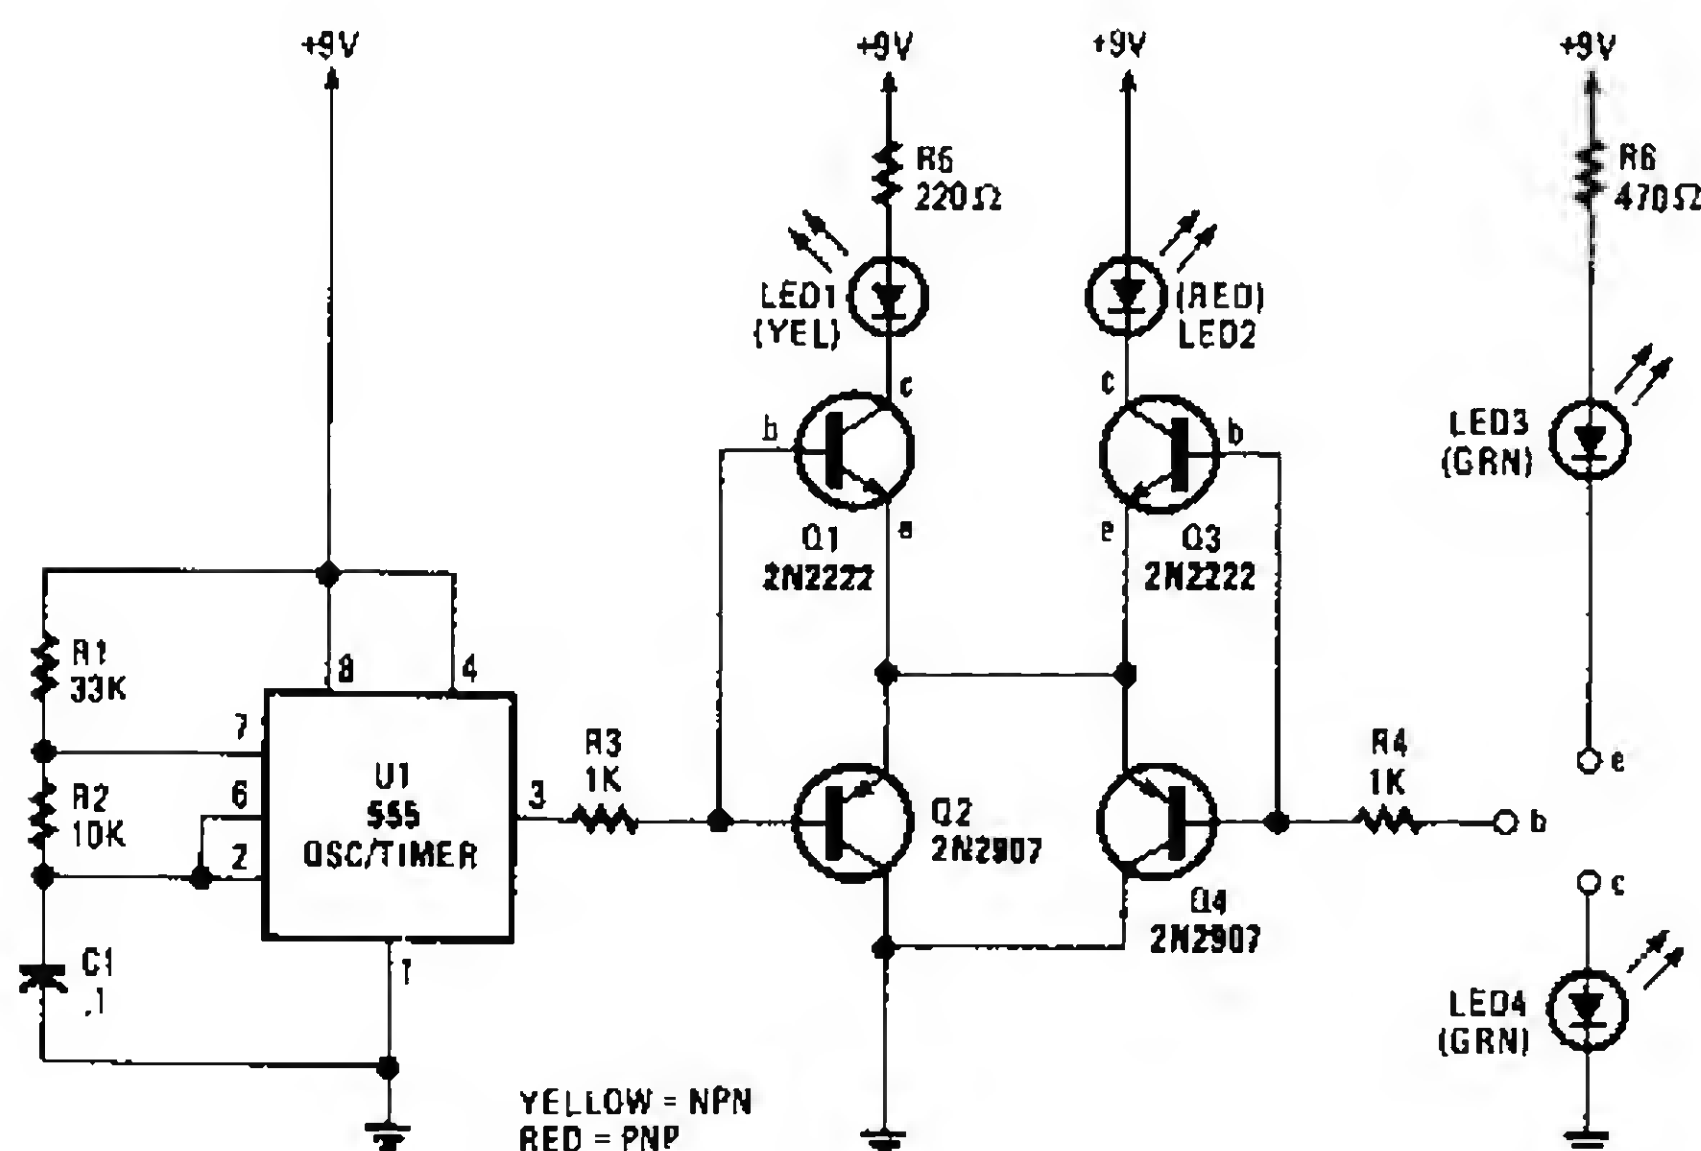 +9V
+9V
+9V
+9V
R6
220Ω
R6
470Ω
LED1
(YEL)
(RED)
LED2
c
c
b
b
LED3
(GRN)
e
e
Q1
2N2222
Q3
2N2222
R1
33K
8
4
7
R3
1K
R4
1K
e
R2
10K
6
U1
555
OSC/TIMER
3
Q2
2N2907
b
2
c
Q4
2N2907
C1
.1
1
LED4
(GRN)
YELLOW = NPN
RED = PNP